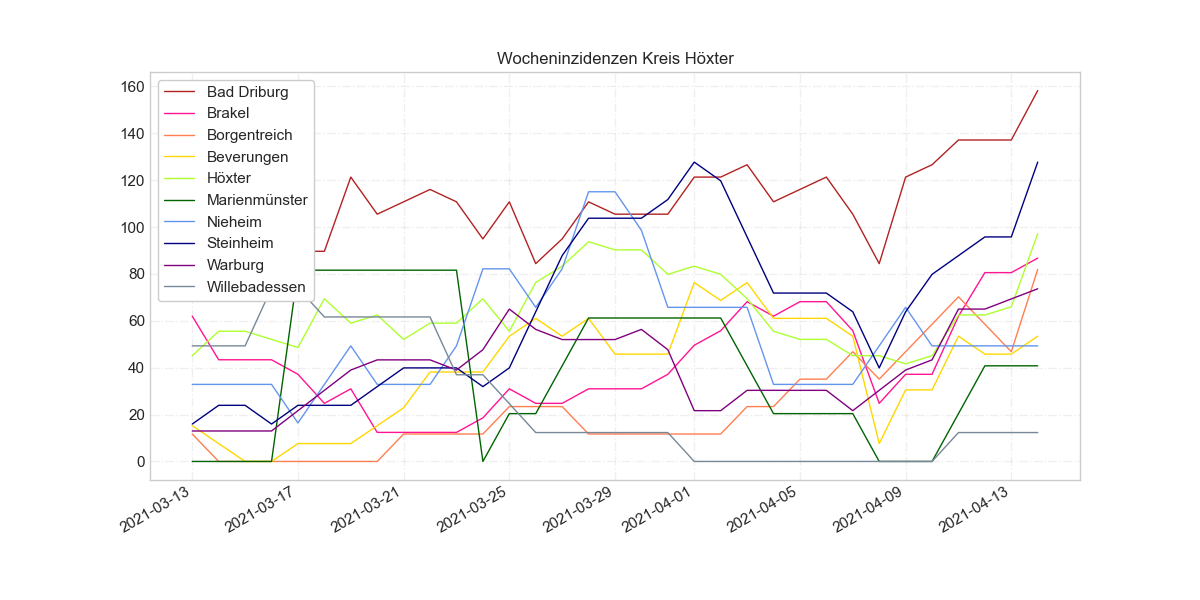 Wocheninzidenzen Kreis Höxter
160
140
120
100
80
60
40
20
0
Bad Driburg
Brakel
Borgentreich
Beverungen
Höxter
Marienmünster
Nieheim
Steinheim
Warburg
Willebadessen
2021-03-13
2021-03-17
2021-03-21
2021-03-25
2021-03-29
2021-04-01
2021-04-05
2021-04-09
2021-04-13